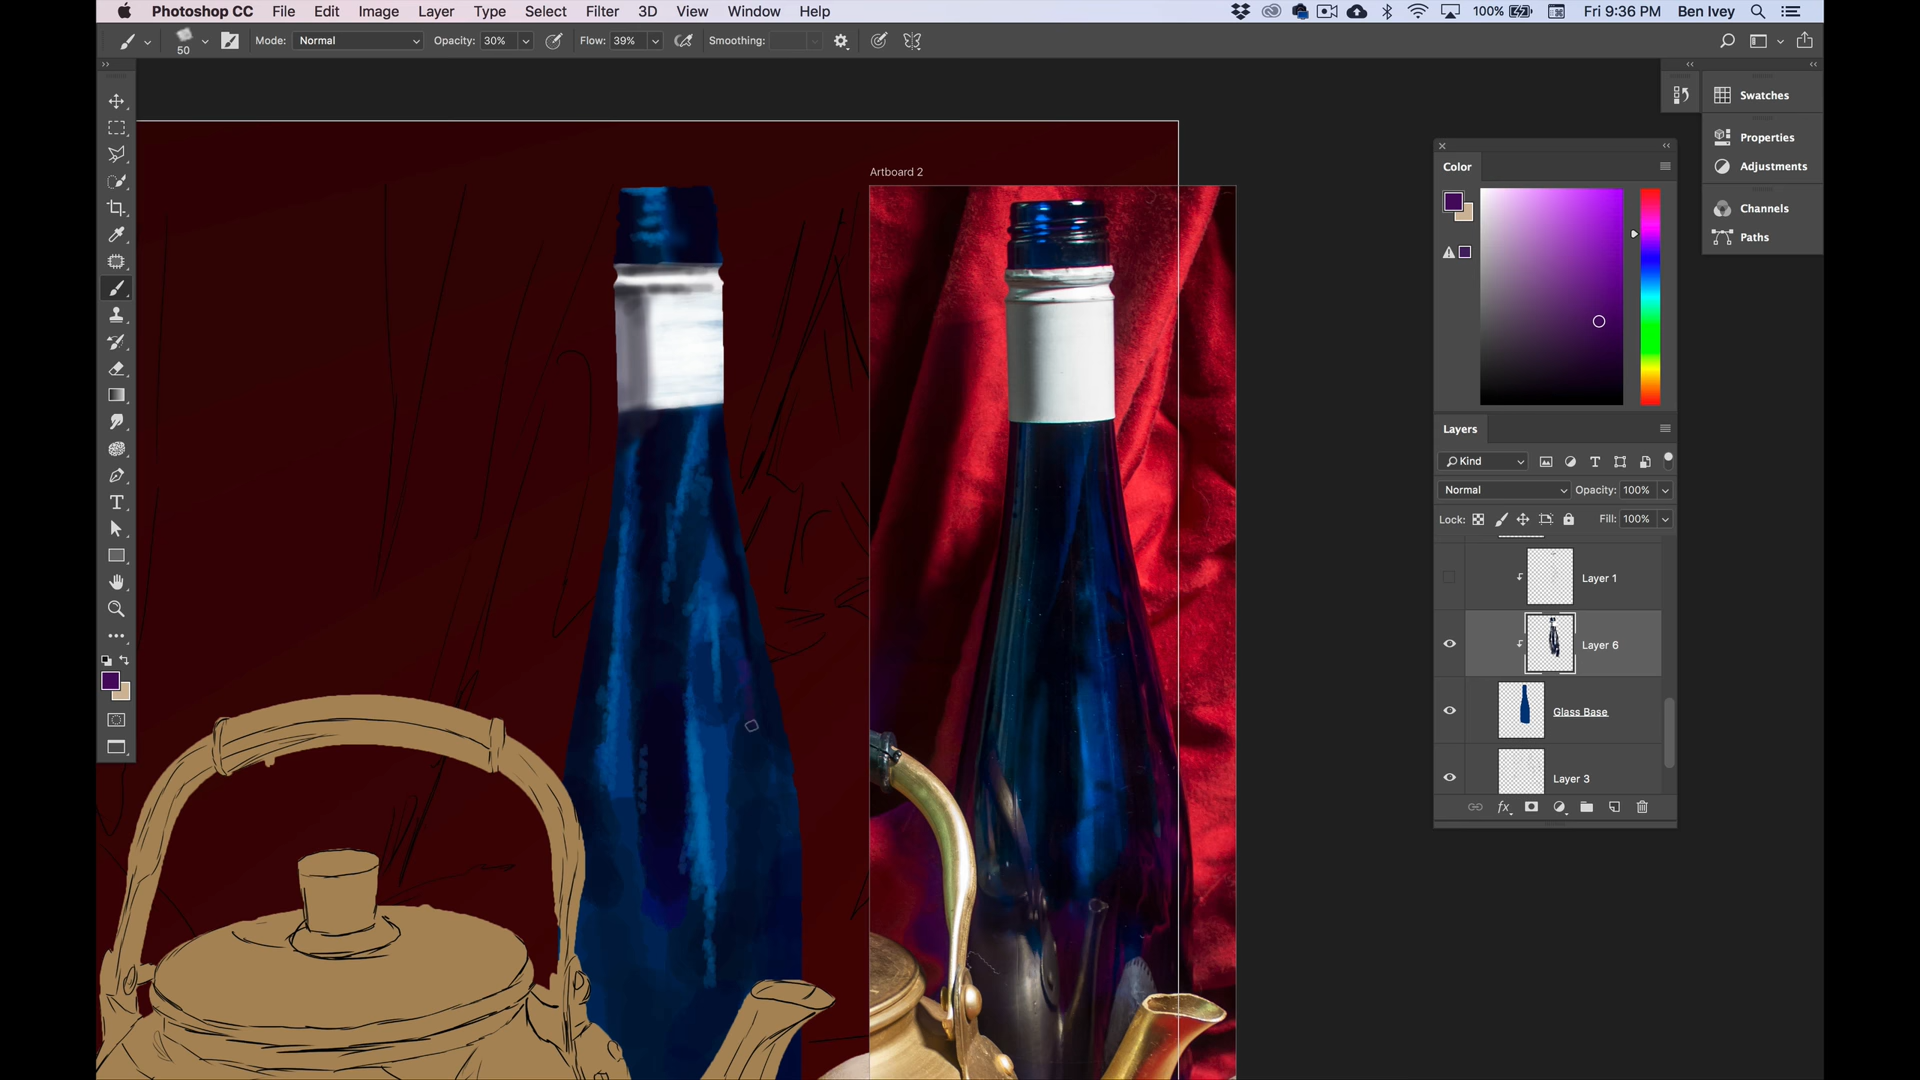 Photoshop CC File Edit Image Layer Type Select Filter 3D View Window Help 100% Fri 9:36 PM Ben Ivey
50 Mode: Normal Opacity: 30% Flow: 39% Smoothing:
Swatches
Properties
Adjustments
Channels
Paths
Artboard 2
Color
Layers
Kind
Normal Opacity: 100%
Lock: Fill: 100%
Layer 1
Layer 6
Glass Base
Layer 3
fx